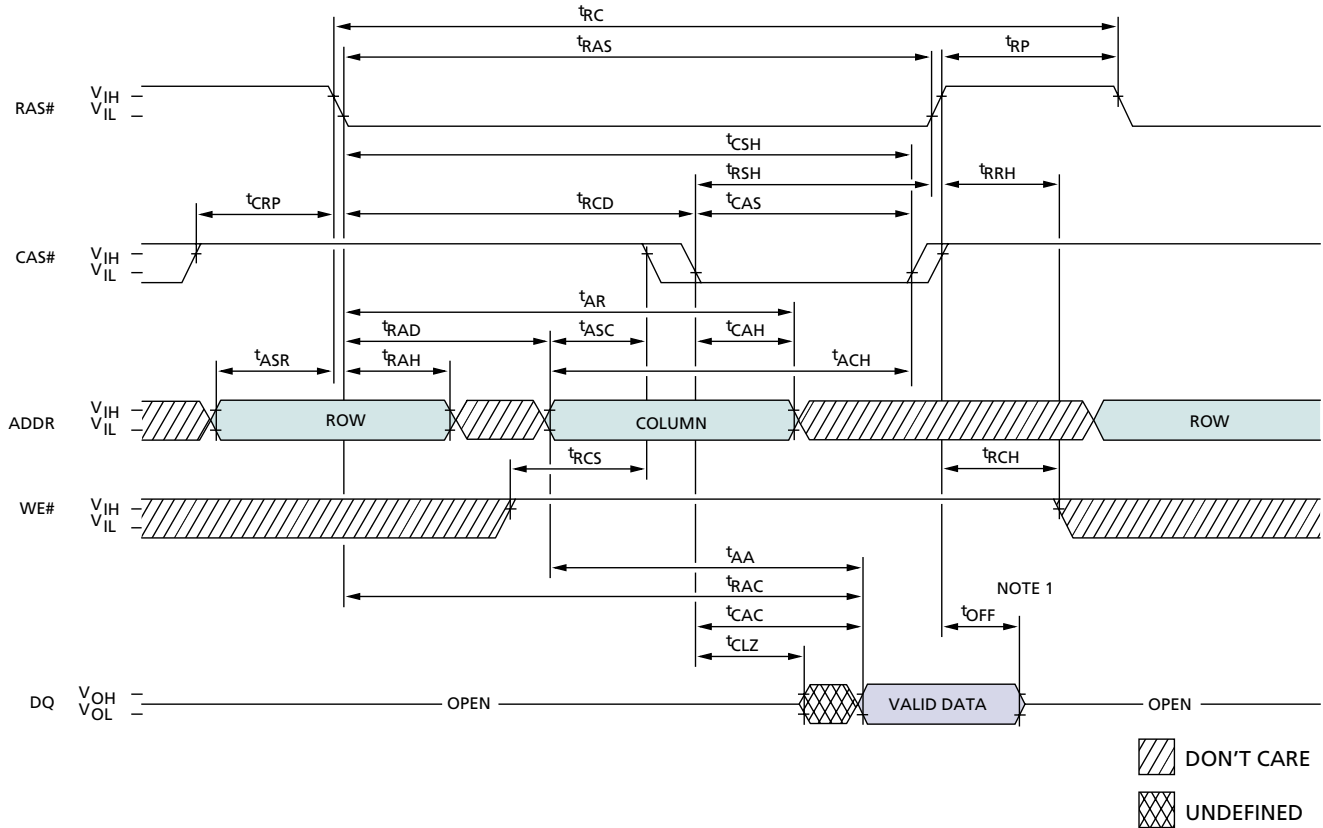 tRC
tRAS
tRP
RAS#
VIH
VIL
tCSH
tRSH
tRRH
tCRP
tRCD
tCAS
CAS#
VIH
VIL
tAR
tRAD
tASC
tCAH
tASR
tRAH
tACH
ADDR
VIH
VIL
ROW
COLUMN
ROW
tRCS
tRCH
WE#
VIH
VIL
tAA
tRAC
NOTE 1
tCAC
tOFF
tCLZ
DQ
VOH
VOL
OPEN
VALID DATA
OPEN
DON'T CARE
UNDEFINED